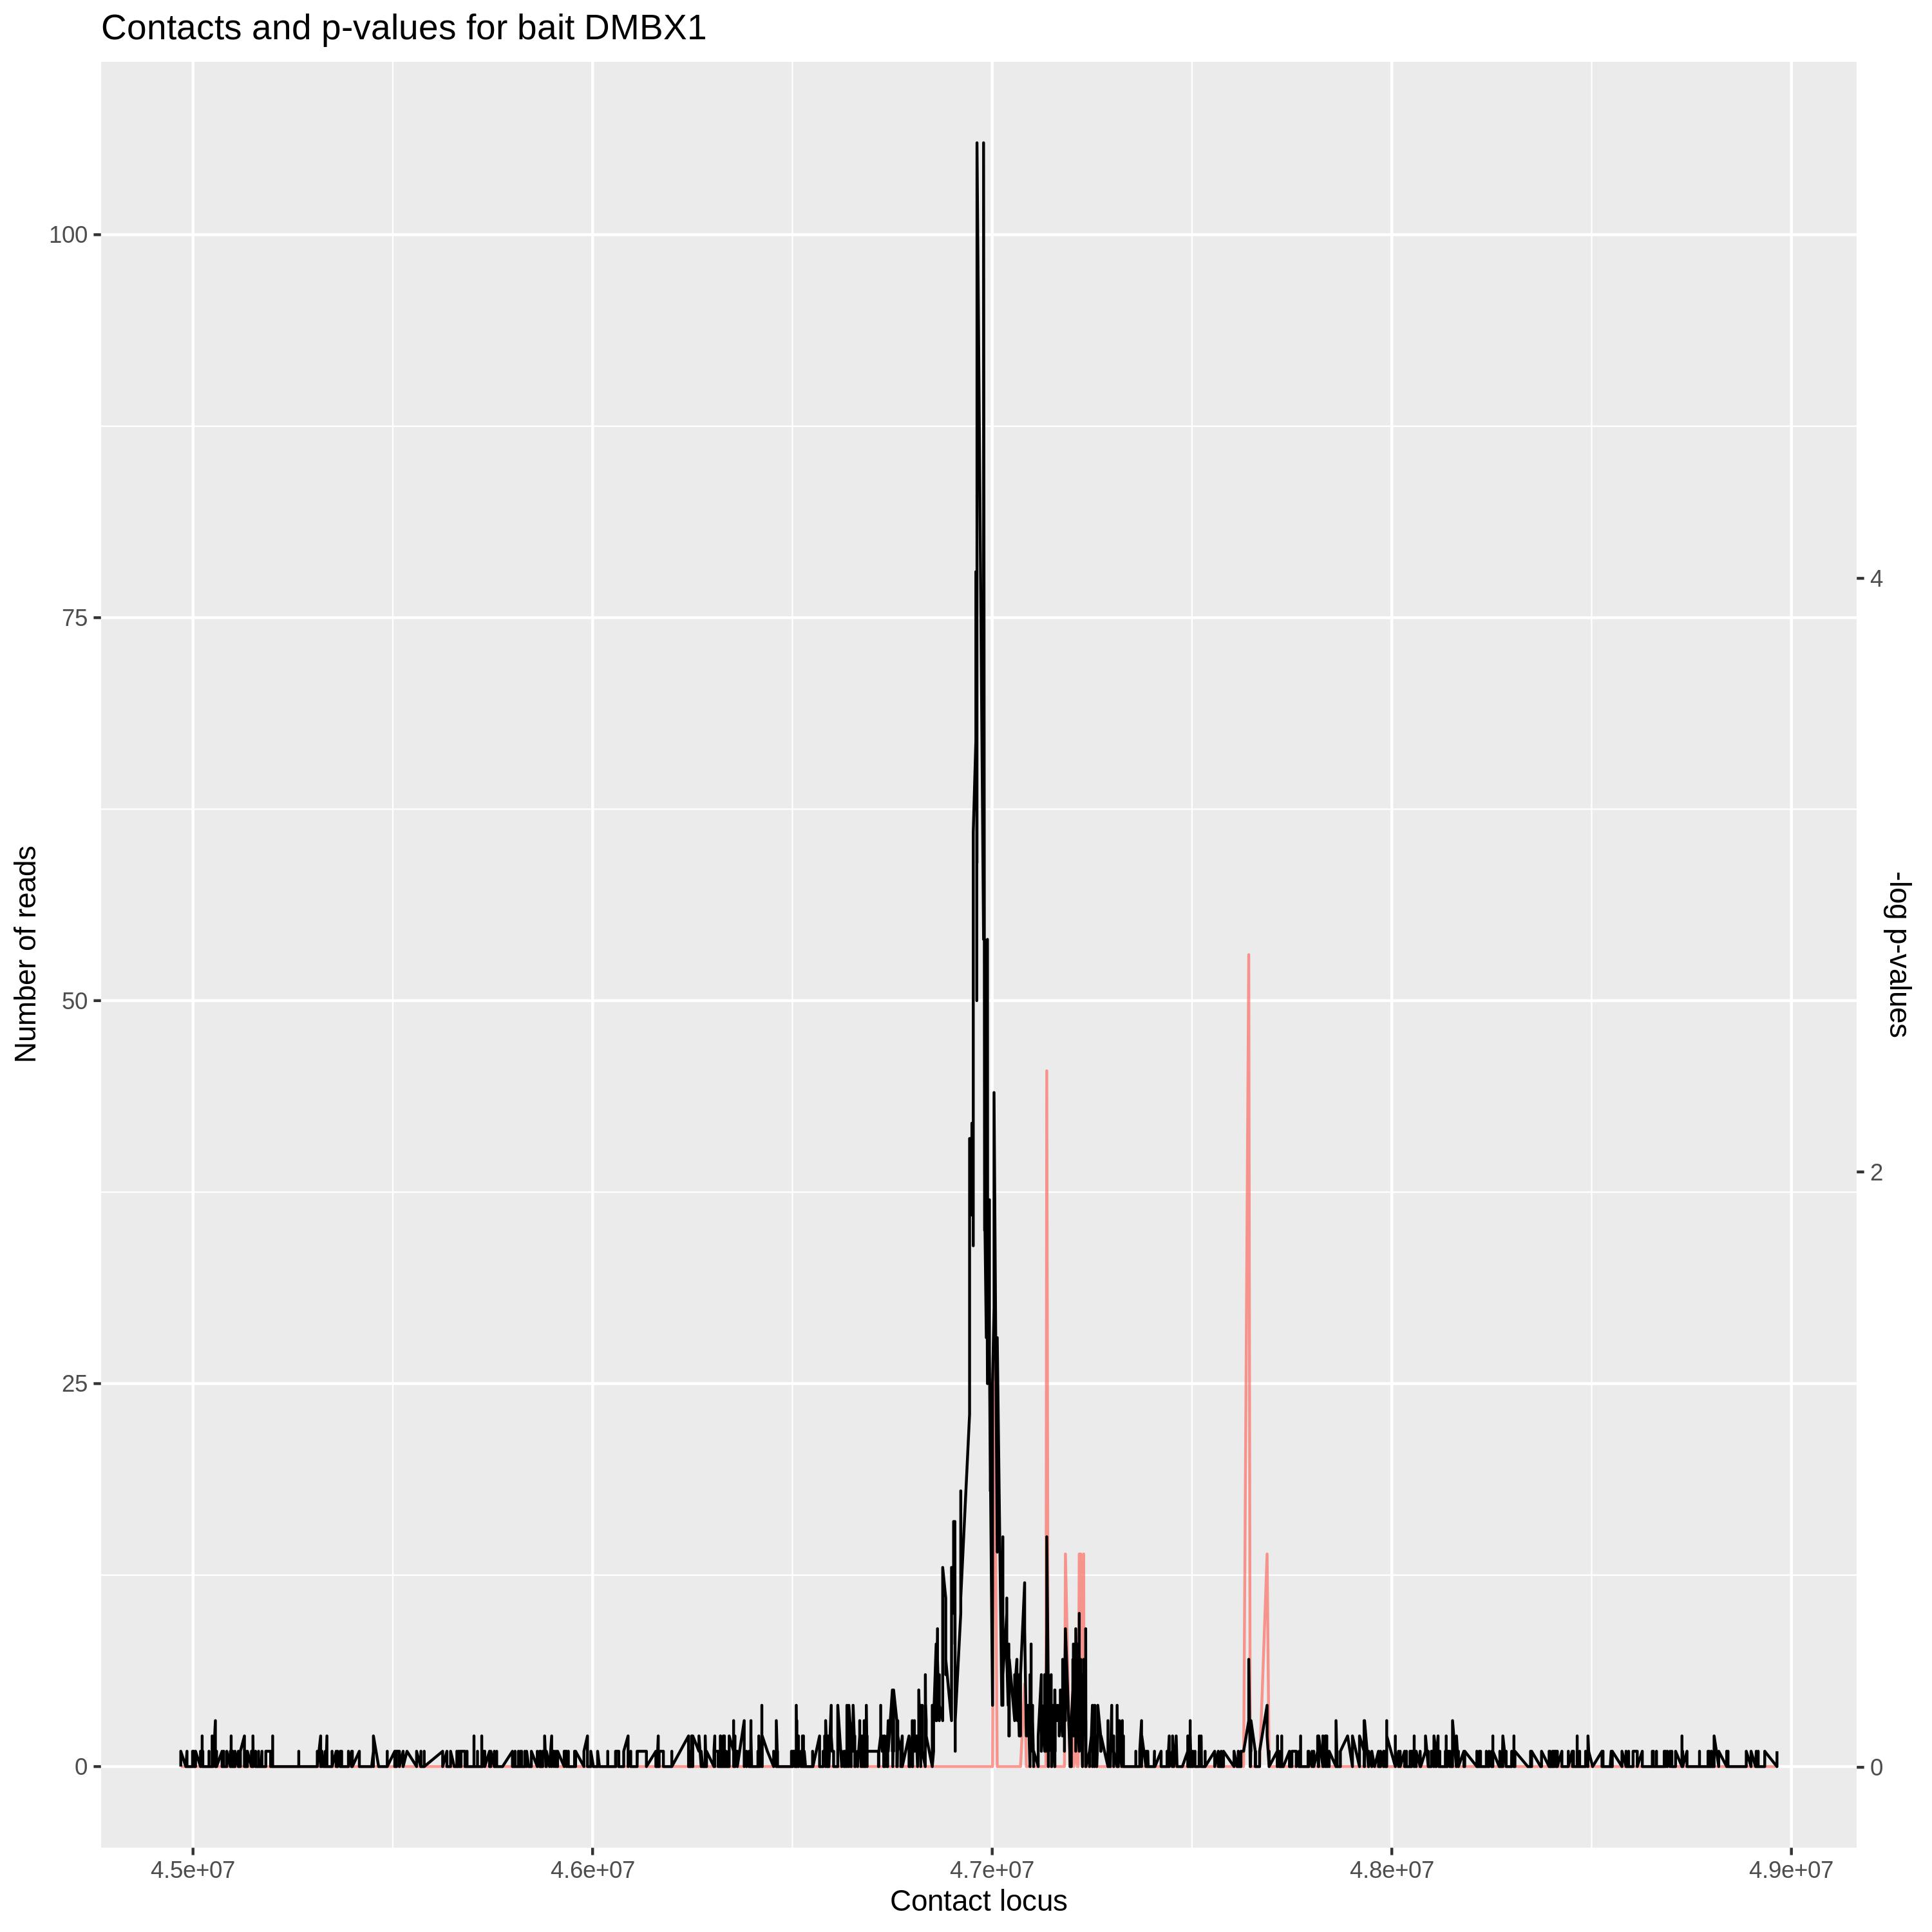 Contacts and p-values for bait DMBX1
100
75
50
25
0
Number of reads
4
2
0
-log p-values
4.5e+07 4.6e+07 4.7e+07 4.8e+07 4.9e+07
Contact locus